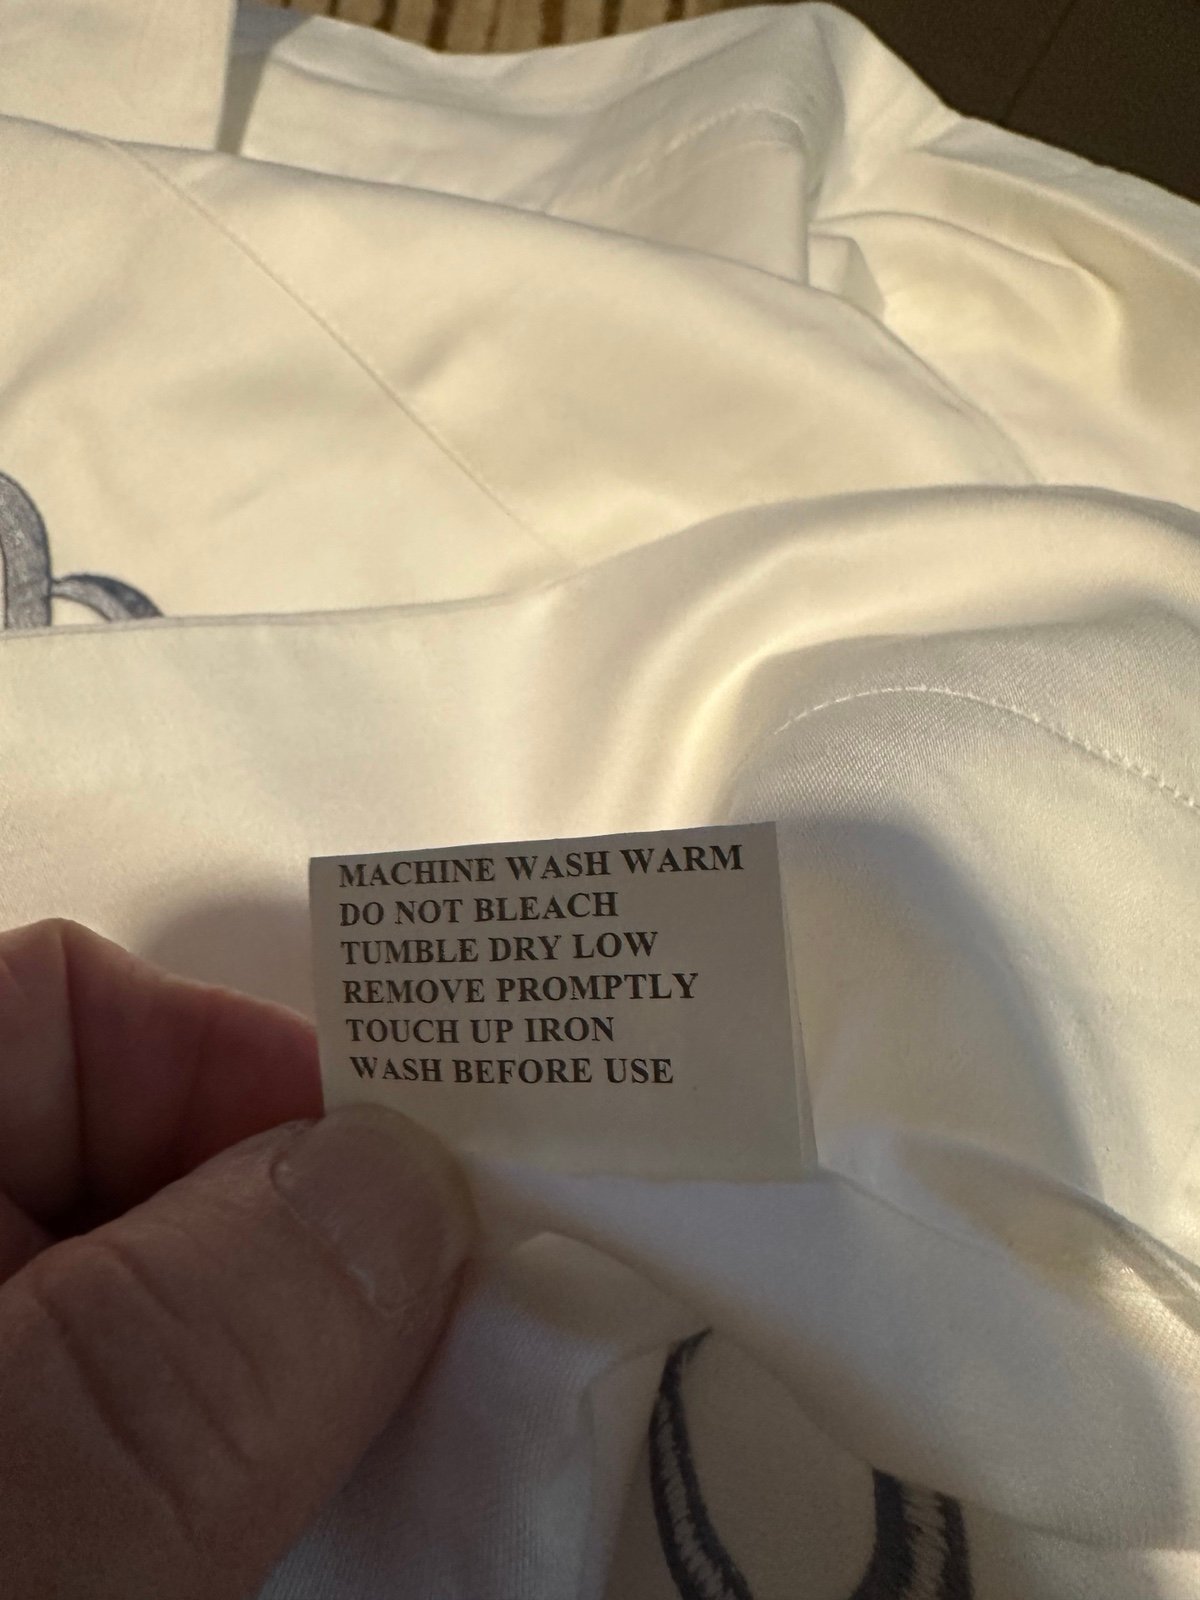 MACHINE WASH WARM
DO NOT BLEACH
TUMBLE DRY LOW
REMOVE PROMPTLY
TOUCH UP IRON
WASH BEFORE USE